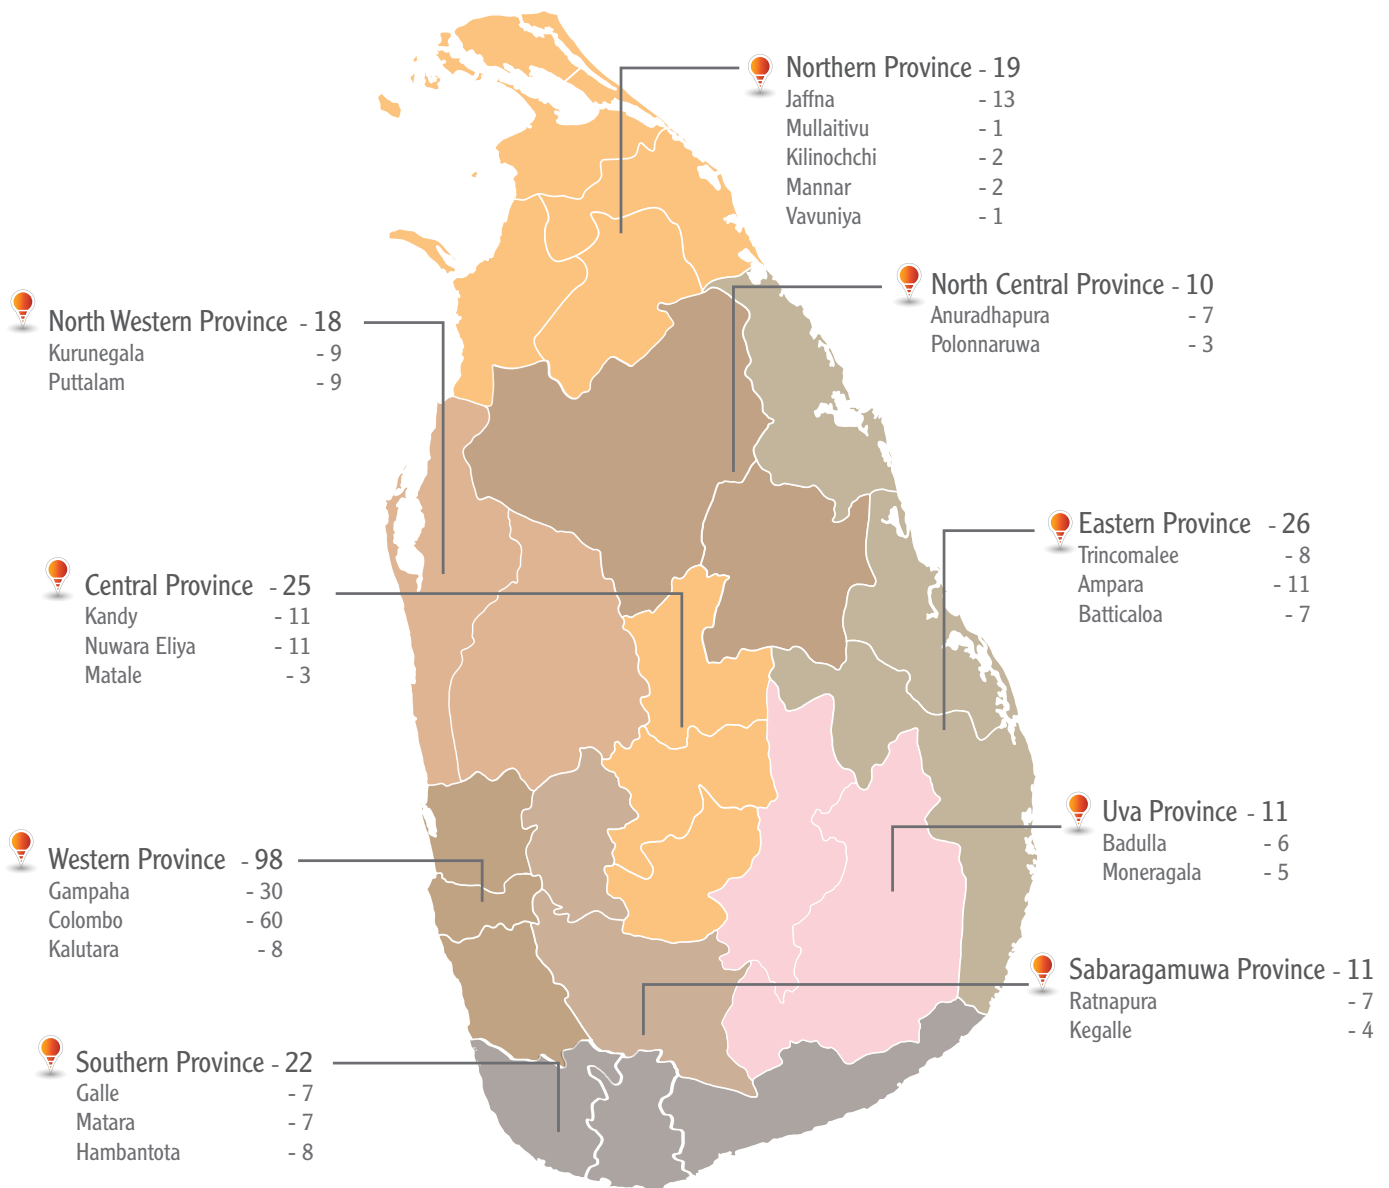 Northern Province - 19
Jaffna - 13
Mullaitivu - 1
Kilinochchi - 2
Mannar - 2
Vavuniya - 1
North Central Province - 10
Anuradhapura - 7
Polonnaruwa - 3
North Western Province - 18
Kurunegala - 9
Puttalam - 9
Eastern Province - 26
Trincomalee - 8
Ampara - 11
Batticaloa - 7
Central Province - 25
Kandy - 11
Nuwara Eliya - 11
Matale - 3
Uva Province - 11
Badulla - 6
Moneragala - 5
Western Province - 98
Gampaha - 30
Colombo - 60
Kalutara - 8
Sabaragamuwa Province - 11
Ratnapura - 7
Kegalle - 4
Southern Province - 22
Galle - 7
Matara - 7
Hambantota - 8